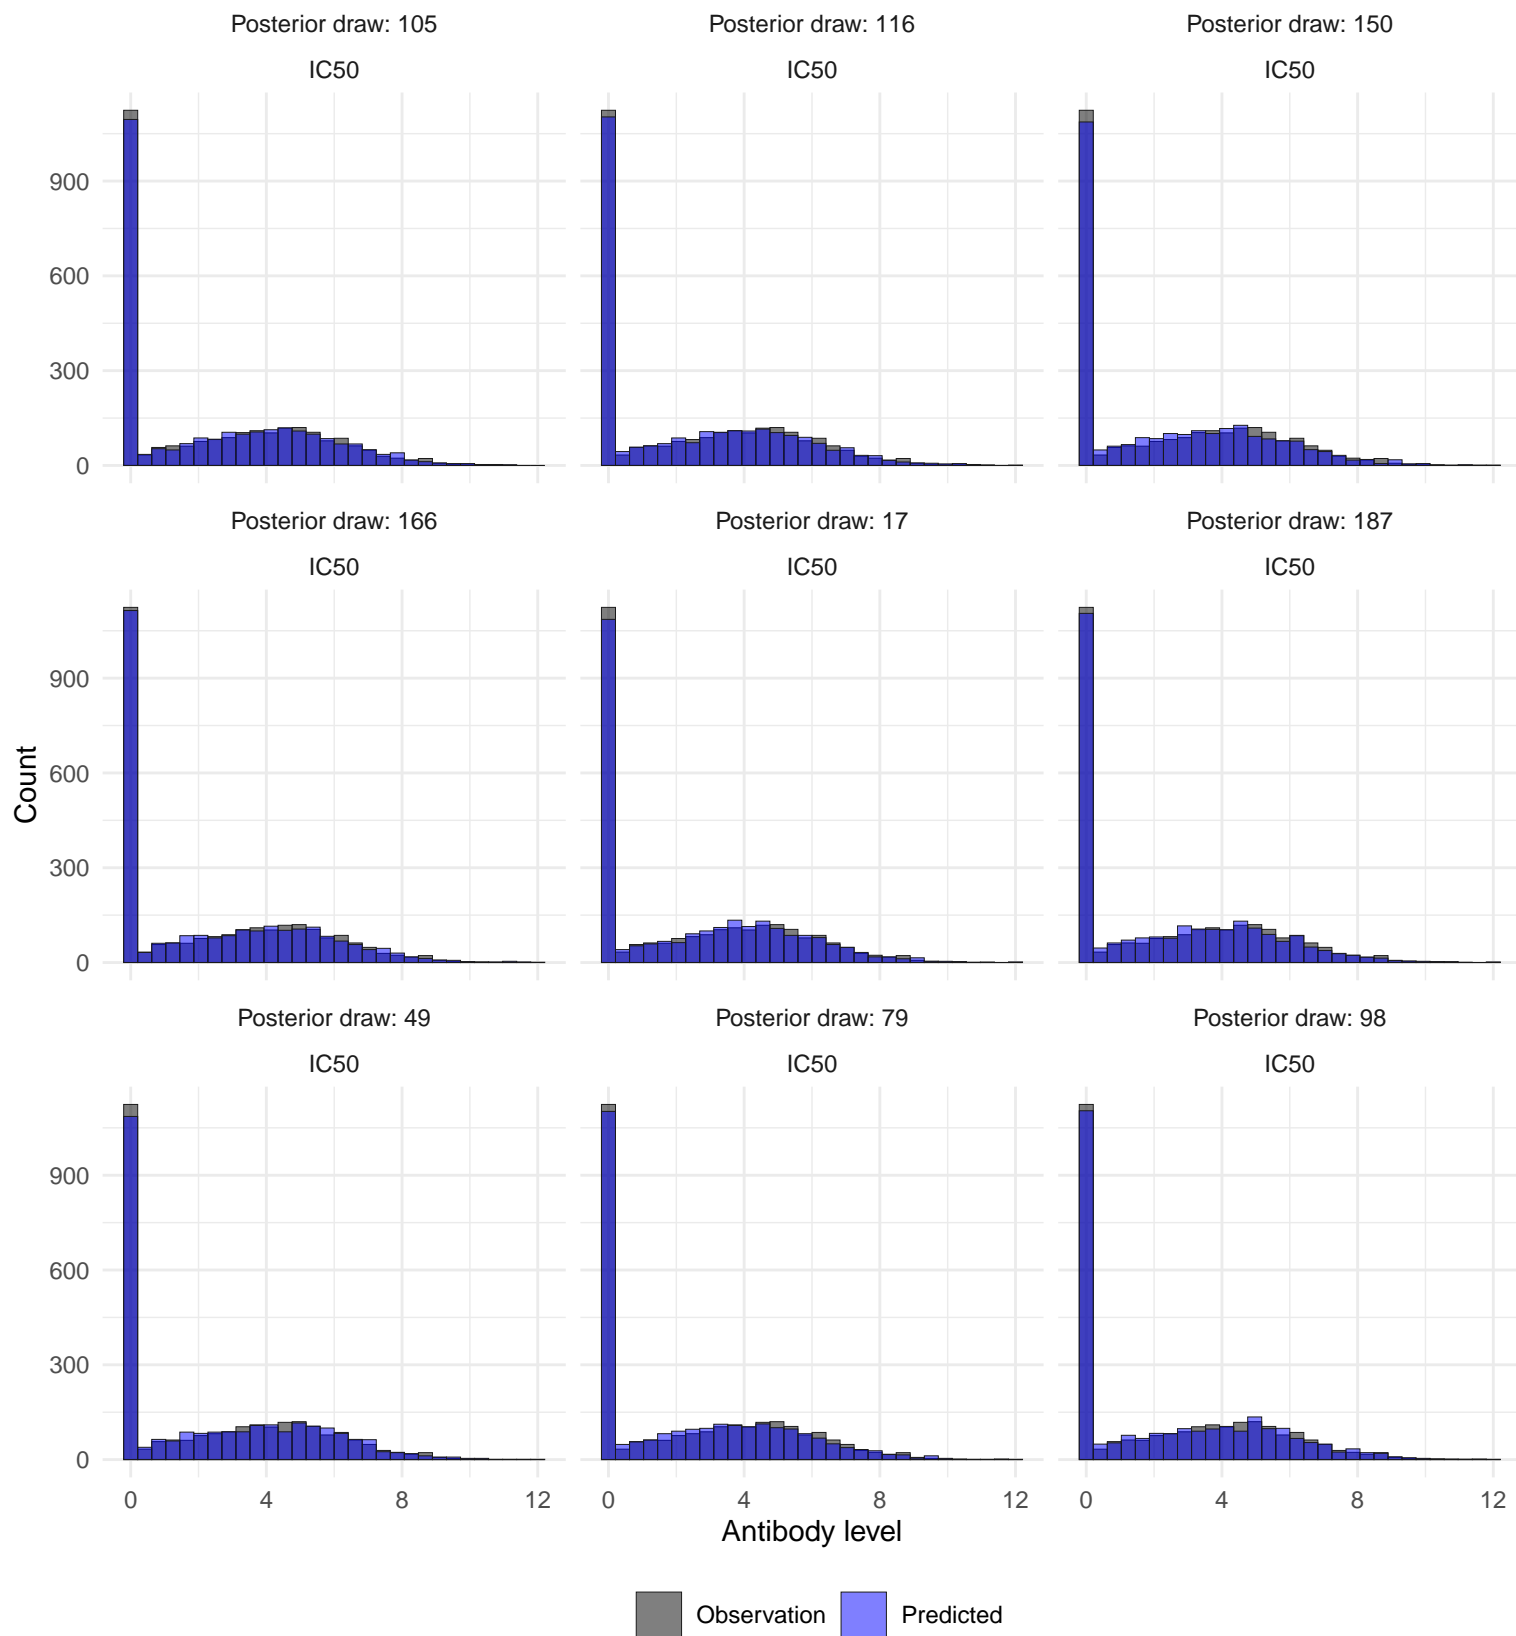 Posterior draw: 105
Posterior draw: 116
Posterior draw: 150
IC50
IC50
IC50
900
600
300
0
Posterior draw: 166
Posterior draw: 17
Posterior draw: 187
IC50
IC50
IC50
900
600
300
0
Count
Posterior draw: 49
Posterior draw: 79
Posterior draw: 98
IC50
IC50
IC50
900
600
300
0
0 4 8 12
0 4 8 12
0 4 8 12
Antibody level
Observation
Predicted